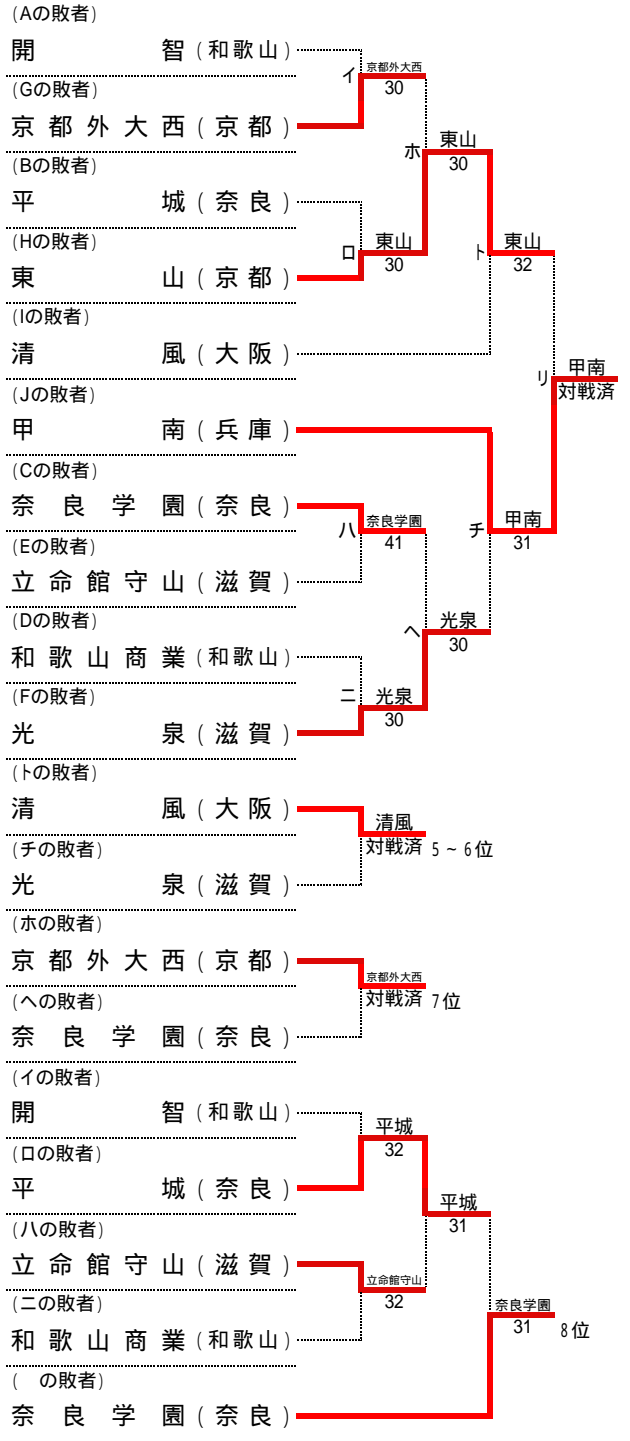 (Aの敗者)
開智(和歌山)
(Gの敗者)
京都外大西(京都)
(Bの敗者)
平城(奈良)
(Hの敗者)
東山(京都)
(Iの敗者)
清風(大阪)
(Jの敗者)
甲南(兵庫)
(Cの敗者)
奈良学園(奈良)
(Eの敗者)
立命館守山(滋賀)
(Dの敗者)
和歌山商業(和歌山)
(Fの敗者)
光泉(滋賀)
イ 京都外大西
30
ロ 東山
30
ホ 東山
30
ト 東山
32
ハ 奈良学園
41
ニ 光泉
30
ヘ 光泉
30
チ 甲南
31
リ 甲南
対戦済
(トの敗者)
清風(大阪)
(チの敗者)
光泉(滋賀)
清風
対戦済 5~6位
(ホの敗者)
京都外大西(京都)
(ヘの敗者)
奈良学園(奈良)
京都外大西
対戦済 7位
(イの敗者)
開智(和歌山)
(ロの敗者)
平城(奈良)
(ハの敗者)
立命館守山(滋賀)
(ニの敗者)
和歌山商業(和歌山)
( の敗者)
奈良学園(奈良)
平城
32
立命館守山
32
平城
31
奈良学園
31 8位